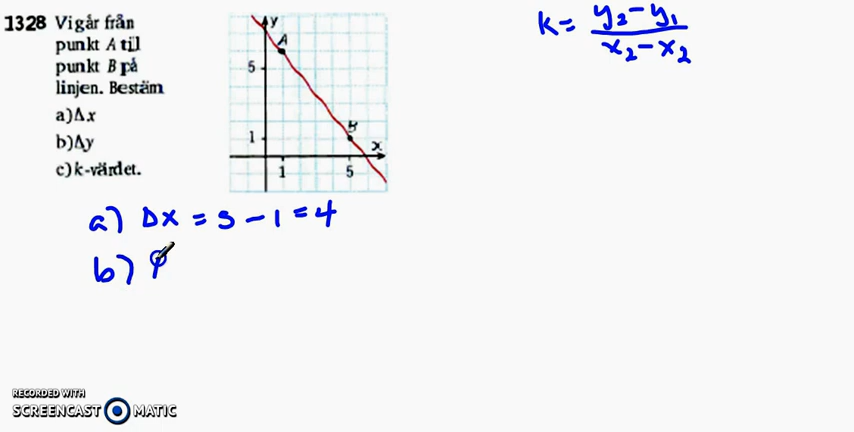 1328 Vi går från
punkt A till
punkt B på
linjen. Bestäm
a) Δx
b) Δy
c) k-värdet.
y
A
5
B
1
x
1 5
k = (y₂ - y₁) / (x₂ - x₂)
a) Δx = 5 - 1 = 4
b)
RECORDED WITH
SCREENCAST MATIC